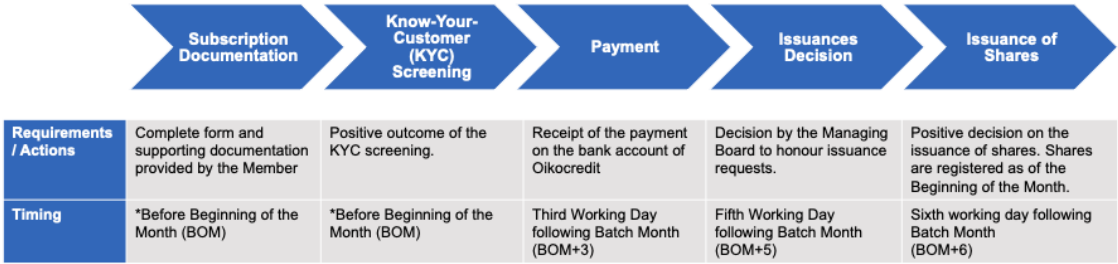 Subscription
Documentation
Know-Your-
Customer
(KYC)
Screening
Payment
Issuances
Decision
Issuance of
Shares
Requirements
/ Actions
Complete form and
supporting documentation
provided by the Member
Positive outcome of the
KYC screening.
Receipt of the payment
on the bank account of
Oikocredit
Decision by the Managing
Board to honour issuance
requests.
Positive decision on the
issuance of shares. Shares
are registered as of the
Beginning of the Month.
Timing
*Before Beginning of the
Month (BOM)
*Before Beginning of the
Month (BOM)
Third Working Day
following Batch Month
(BOM+3)
Fifth Working Day
following Batch Month
(BOM+5)
Sixth working day following
Batch Month
(BOM+6)